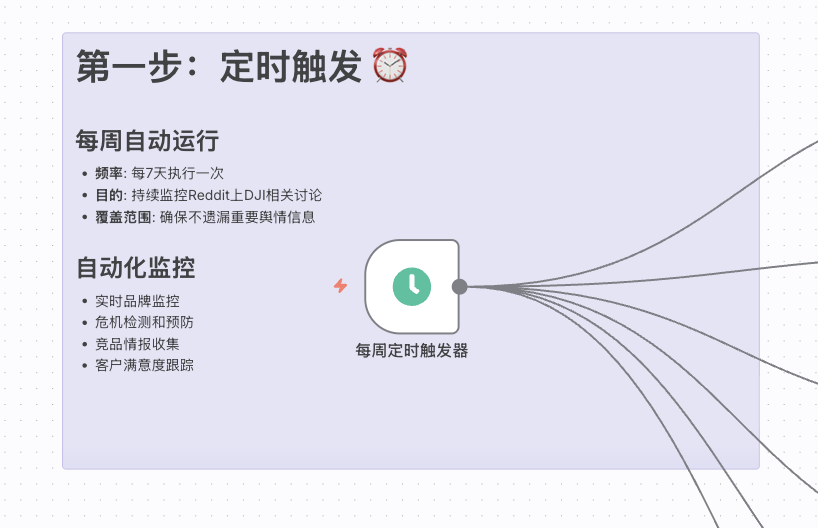 第一步：定时触发 ⏰
每周自动运行
• 频率: 每7天执行一次
• 目的: 持续监控Reddit上DJI相关讨论
• 覆盖范围: 确保不遗漏重要舆情信息
自动化监控
• 实时品牌监控
• 危机检测和预防
• 竞品情报收集
• 客户满意度跟踪
每周定时触发器